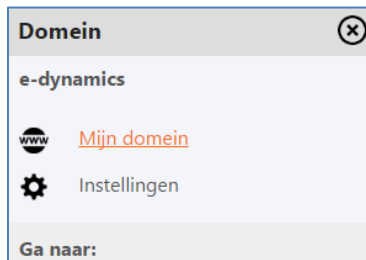 Domein
e-dynamics
www Mijn domein
Instellingen
Ga naar: